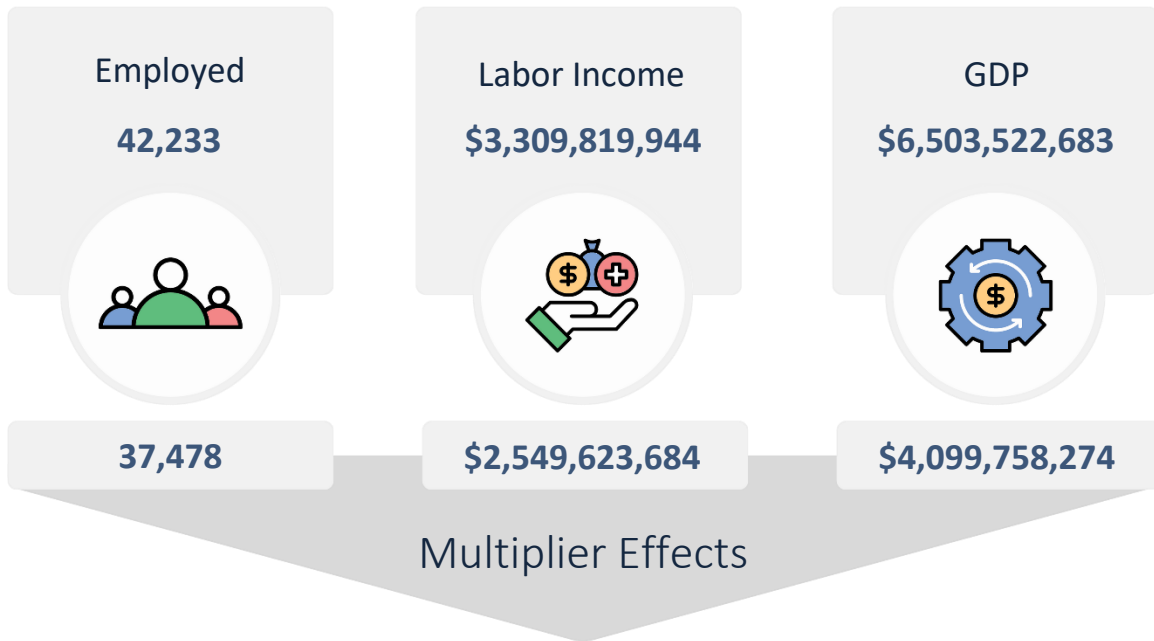 Employed
42,233
Labor Income
$3,309,819,944
GDP
$6,503,522,683
37,478
$2,549,623,684
$4,099,758,274
Multiplier Effects